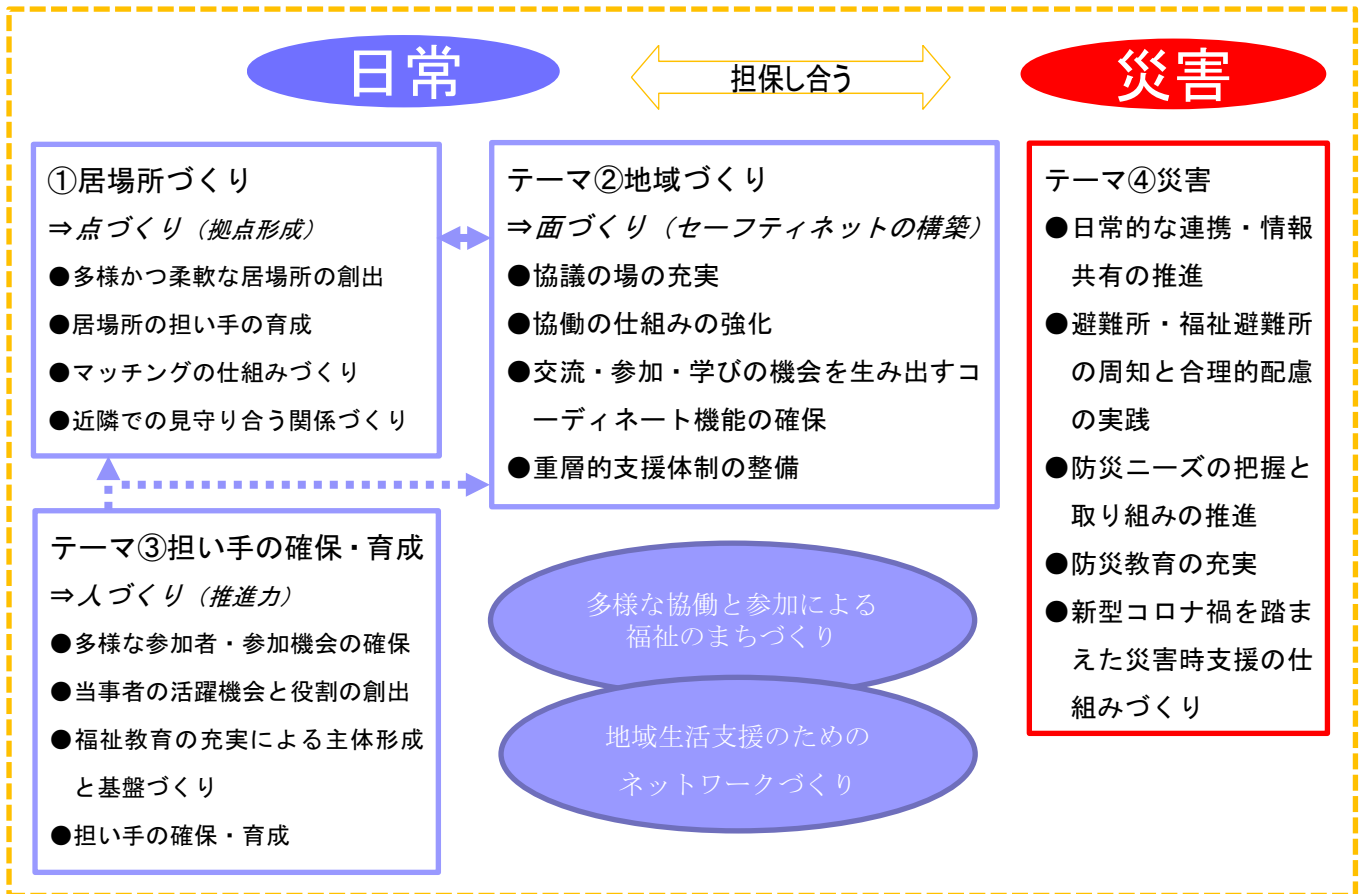 日常
担保し合う
災害
①居場所づくり
⇒点づくり（拠点形成）
●多様かつ柔軟な居場所の創出
●居場所の担い手の育成
●マッチングの仕組みづくり
●近隣での見守り合う関係づくり
テーマ②地域づくり
⇒面づくり（セーフティネットの構築）
●協議の場の充実
●協働の仕組みの強化
●交流・参加・学びの機会を生み出すコ
ーディネート機能の確保
●重層的支援体制の整備
テーマ③担い手の確保・育成
⇒人づくり（推進力）
●多様な参加者・参加機会の確保
●当事者の活躍機会と役割の創出
●福祉教育の充実による主体形成
と基盤づくり
●担い手の確保・育成
多様な協働と参加による
福祉のまちづくり
地域生活支援のための
ネットワークづくり
テーマ④災害
●日常的な連携・情報
共有の推進
●避難所・福祉避難所
の周知と合理的配慮
の実践
●防災ニーズの把握と
取り組みの推進
●防災教育の充実
●新型コロナ禍を踏ま
えた災害時支援の仕
組みづくり